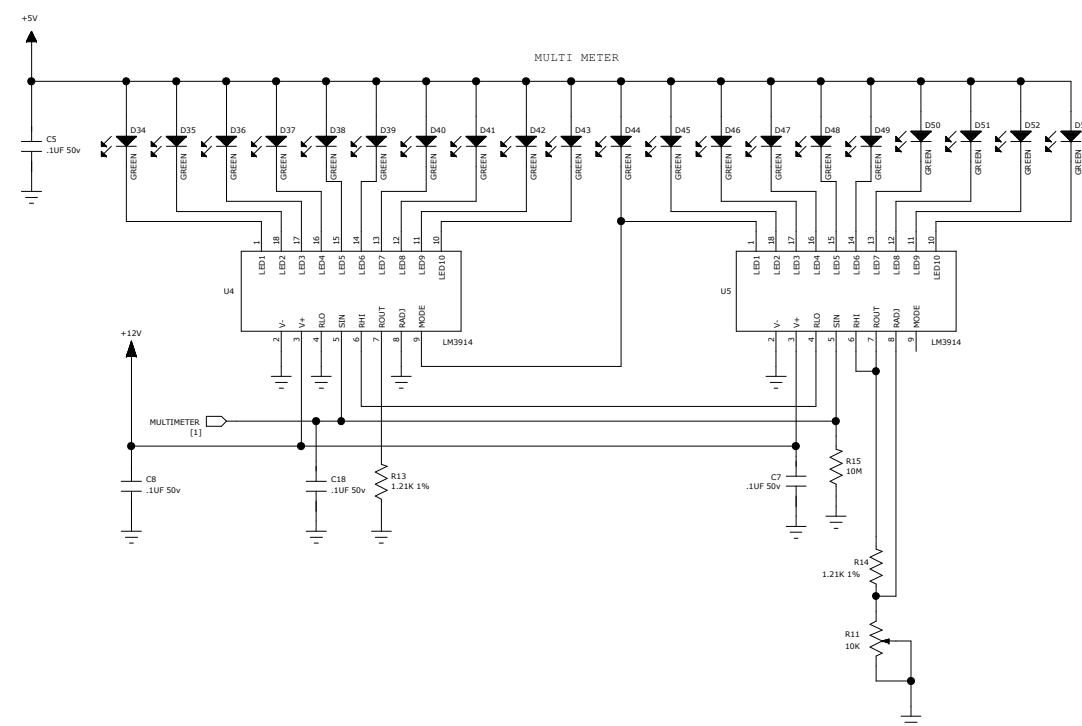 +5V
MULTI METER
C5
.1UF 50v
D34
GREEN
D35
GREEN
D36
GREEN
D37
GREEN
D38
GREEN
D39
GREEN
D40
GREEN
D41
GREEN
D42
GREEN
D43
GREEN
D44
GREEN
D45
GREEN
D46
GREEN
D47
GREEN
D48
GREEN
D49
GREEN
D50
GREEN
D51
GREEN
D52
GREEN
GREEN
1 18 17 16 15 14 13 12 11 10
LED1 LED2 LED3 LED4 LED5 LED6 LED7 LED8 LED9 LED10
U4
V- V+ RLO SIN RHI ROUT RADJ MODE
2 3 4 5 6 7 8 9
LM3914
1 18 17 16 15 14 13 12 11 10
LED1 LED2 LED3 LED4 LED5 LED6 LED7 LED8 LED9 LED10
U5
V- V+ RLO SIN RHI ROUT RADJ MODE
2 3 4 5 6 7 8 9
LM3914
+12V
MULTIMETER
[1]
C8
.1UF 50v
C18
.1UF 50v
R13
1.21K 1%
C7
.1UF 50v
R15
10M
R14
1.21K 1%
R11
10K